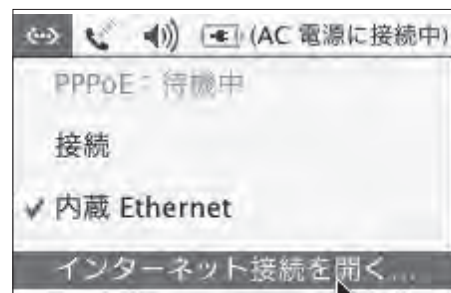 (AC 電源に接続中)
PPPoE：待機中
接続
✓ 内蔵 Ethernet
インターネット接続を開く...